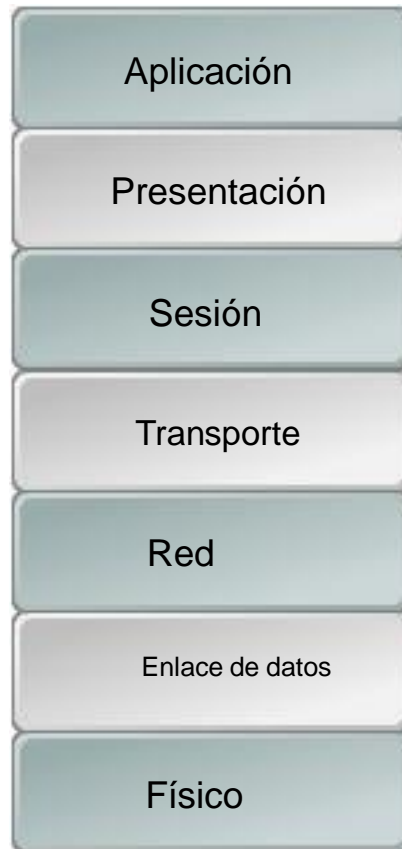 Aplicación
Presentación
Sesión
Transporte
Red
Enlace de datos
Físico